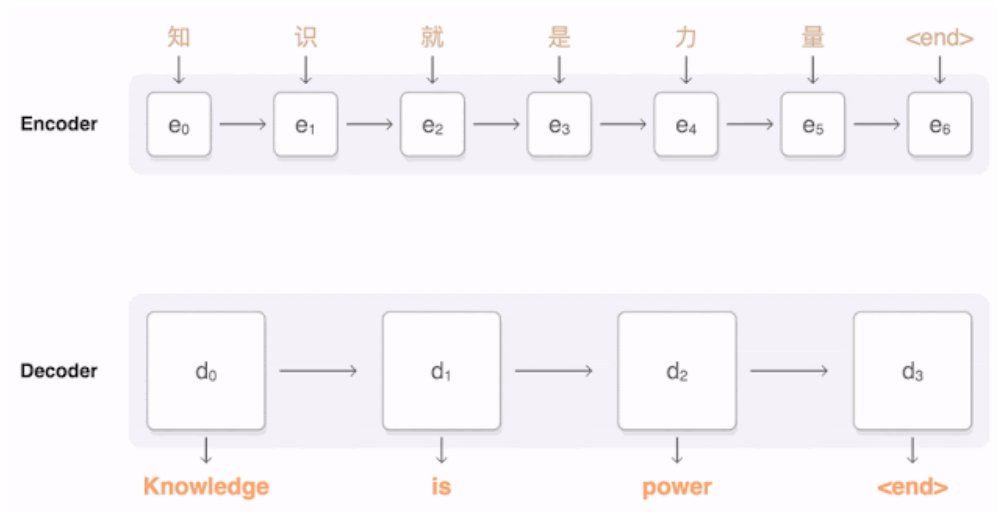 知 识 就 是 力 量 <end>
Encoder e₀ e₁ e₂ e₃ e₄ e₅ e₆
Decoder d₀ d₁ d₂ d₃
Knowledge is power <end>